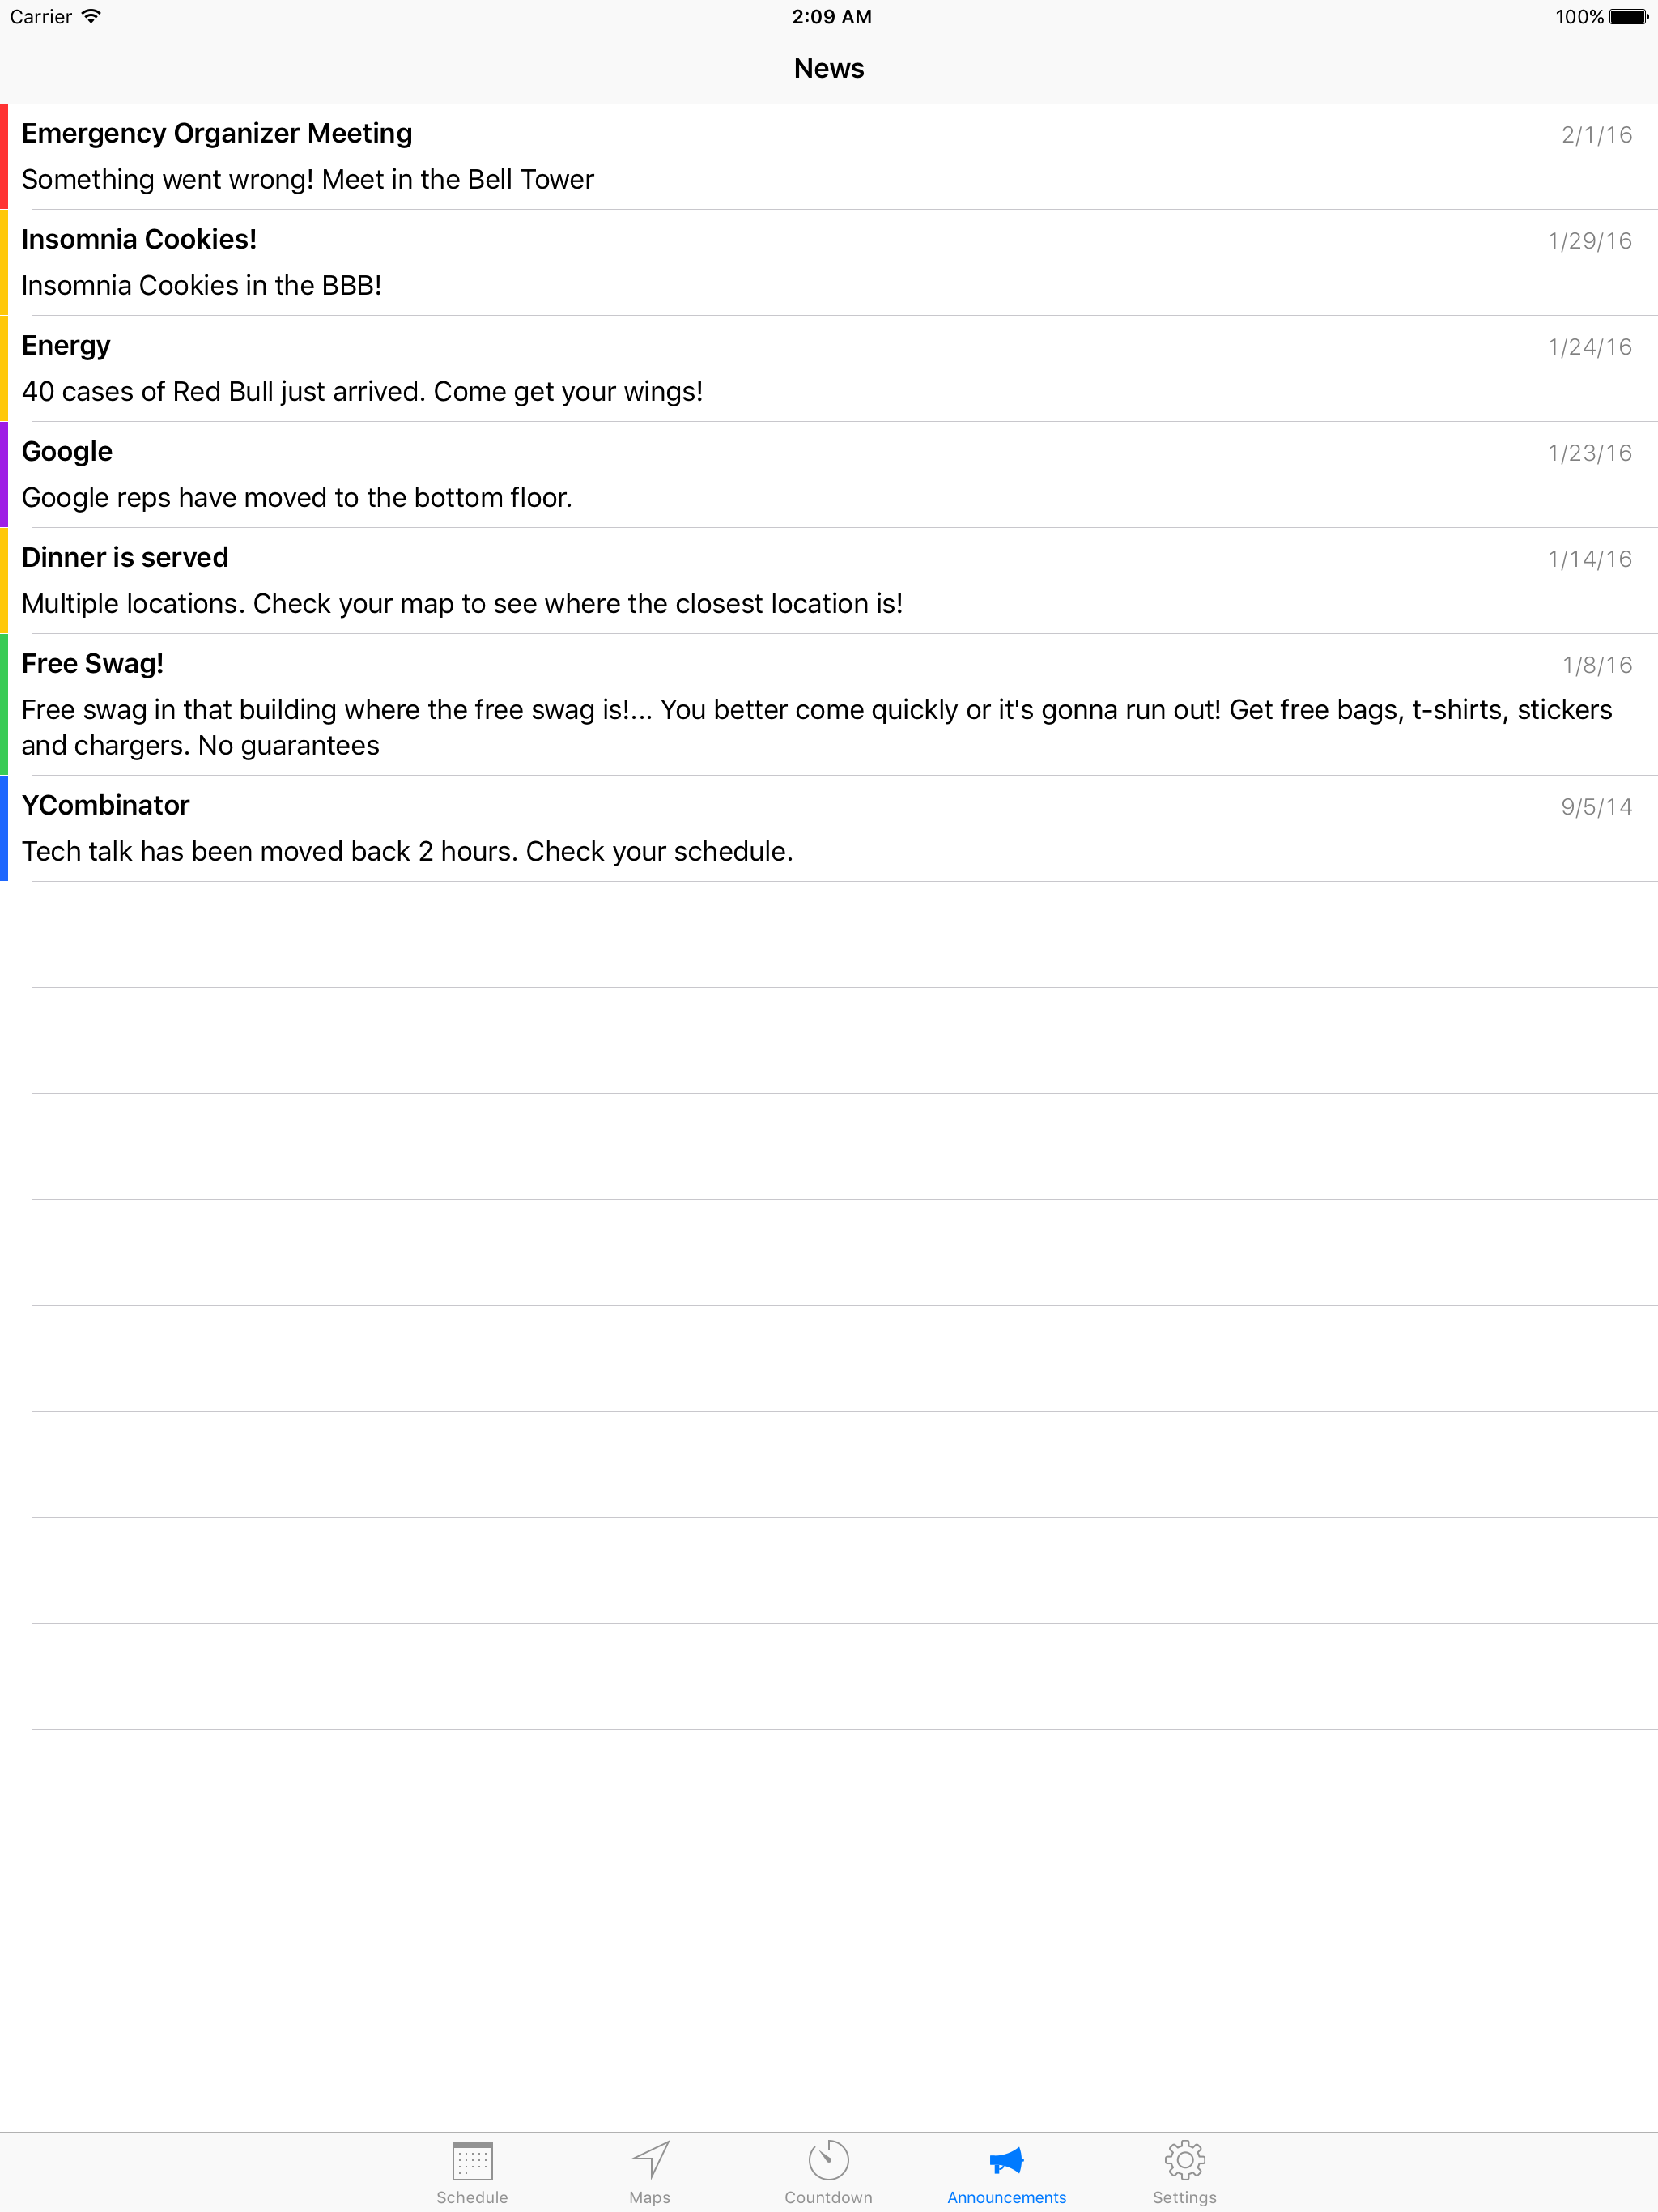 Carrier
2:09 AM
100%
News
Emergency Organizer Meeting
2/1/16
Something went wrong! Meet in the Bell Tower
Insomnia Cookies!
1/29/16
Insomnia Cookies in the BBB!
Energy
1/24/16
40 cases of Red Bull just arrived. Come get your wings!
Google
1/23/16
Google reps have moved to the bottom floor.
Dinner is served
1/14/16
Multiple locations. Check your map to see where the closest location is!
Free Swag!
1/8/16
Free swag in that building where the free swag is!... You better come quickly or it's gonna run out! Get free bags, t-shirts, stickers
and chargers. No guarantees
YCombinator
9/5/14
Tech talk has been moved back 2 hours. Check your schedule.
Schedule
Maps
Countdown
Announcements
Settings